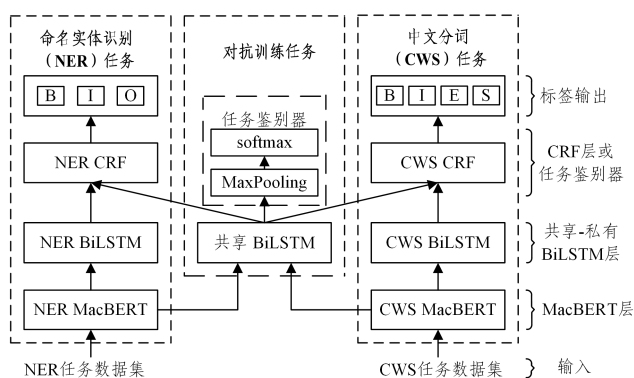 命名实体识别
(NER) 任务
B I O
NER CRF
NER BiLSTM
NER MacBERT
NER任务数据集
对抗训练任务
任务鉴别器
softmax
MaxPooling
共享 BiLSTM
中文分词
(CWS) 任务
B I E S
CWS CRF
CWS BiLSTM
CWS MacBERT
CWS任务数据集
标签输出
CRF层或
任务鉴别器
共享-私有
BiLSTM层
MacBERT层
输入